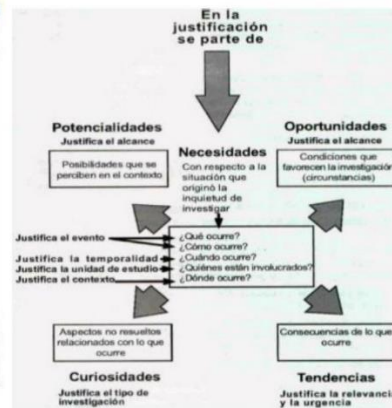 En la
justificación
se parte de
Potencialidades
Justifica el alcance
Posibilidades que se
perciben en el contexto
Necesidades
Con respecto a la
situación que
originó la
inquietud de
investigar
Oportunidades
Justifica el alcance
Condiciones que
favorecen la investigación
(circunstancias)
Justifica el evento
Justifica la temporalidad
Justifica la unidad de estudio
Justifica el contexto
¿Qué ocurre?
¿Cómo ocurre?
¿Cuándo ocurre?
¿Quiénes están involucrados?
¿Dónde ocurre?
Aspectos no resueltos
relacionados con lo que
ocurre
Curiosidades
Justifica el tipo de
investigación
Consecuencias de lo que
ocurre
Tendencias
Justifica la relevancia
y la urgencia